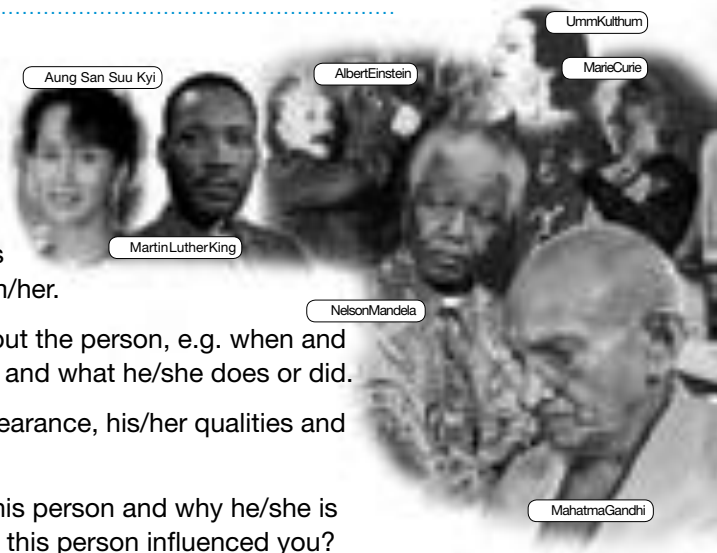 UmmKulthum
MarieCurie
AlbertEinstein
Aung San Suu Kyi
MartinLutherKing
NelsonMandela
MahatmaGandhi
s
n/her.
out the person, e.g. when and
and what he/she does or did.
earance, his/her qualities and
his person and why he/she is
this person influenced you?